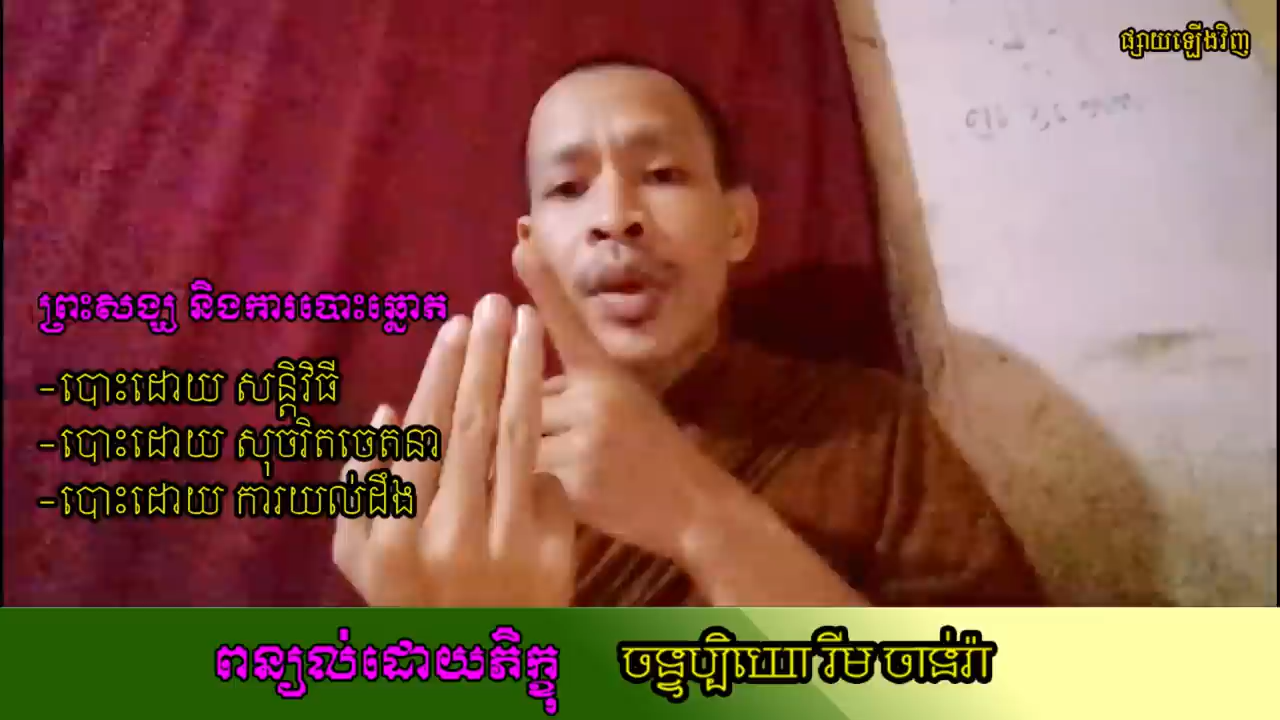 ផ្សាយឡើងវិញ
ព្រះសង្ឃ និងការបោះឆ្នោត
-បោះដោយ សន្តិវិធី
-បោះដោយ សុចរិតចេតនា
-បោះដោយ ការយល់ដឹង
ពន្យល់ដោយភិក្ខុ ចន្ទប្បិយោ រឹម ចាន់រ៉ា